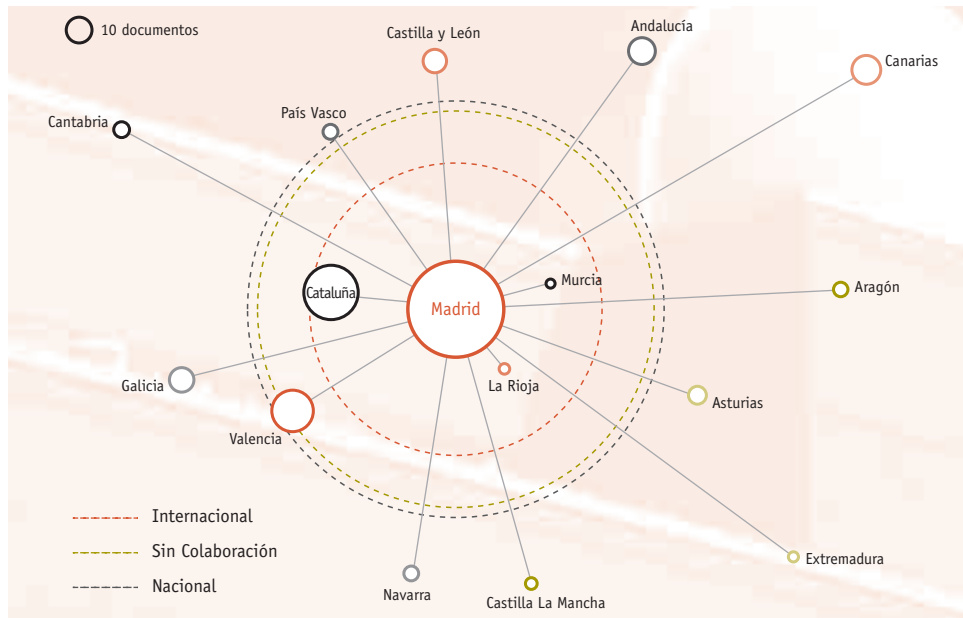 10 documentos
Castilla y León
Andalucía
Canarias
País Vasco
Cantabria
Cataluña
Madrid
Murcia
Aragón
Galicia
La Rioja
Asturias
Valencia
Internacional
Sin Colaboración
Nacional
Navarra
Castilla La Mancha
Extremadura